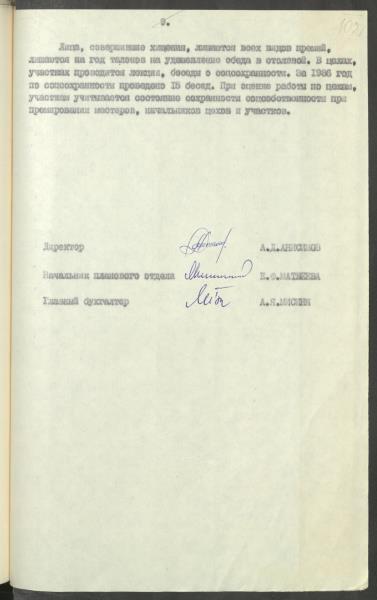 9.
Лица, совершившие хищения, лишаются всех видов премий,
лишаются на год талонов на удешевление обеда в столовой. В цехах,
участках проводятся лекции, беседы о соцсохранности. За 1986 год
по соцсохранности проведено 15 бесед. При оценке работы по цехам,
участкам учитывается состояние сохранности соцсобственности при
премировании мастеров, начальников цехов и участков.
Директор А.Д.АНИСИМОВ
Начальник планового отдела Е.Ф.МАТВЕЕВА
Главный бухгалтер А.Я.МИСНИК